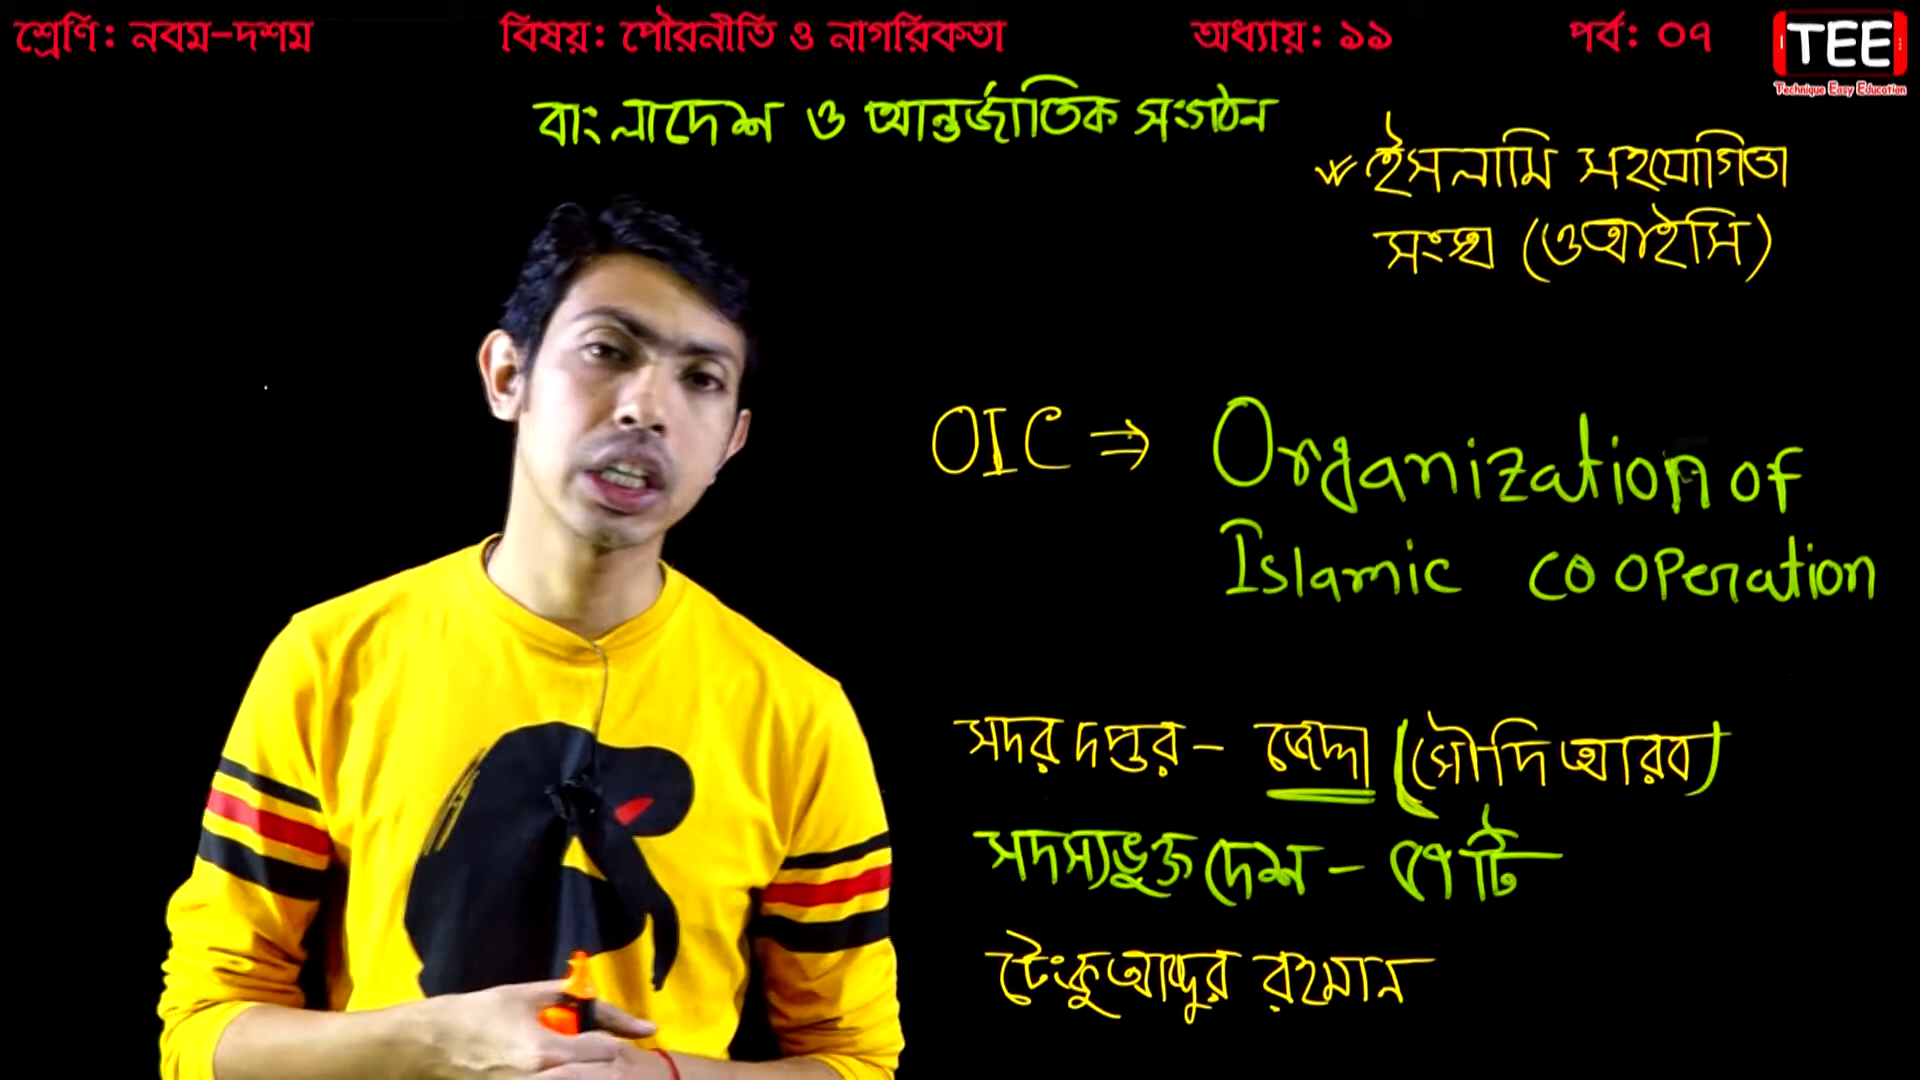 শ্রেণি: নবম-দশম বিষয়: পৌরনীতি ও নাগরিকতা অধ্যায়: ১১ পর্ব: ০৭
TEE
Technique Easy Education
বাংলাদেশ ও আন্তর্জাতিক সংগঠন
ইসলামি সহযোগিতা
সংস্থা (ওআইসি)
OIC ⇒ Organization of
Islamic cooperation
সদর দপ্তর - জেদ্দা (সৌদি আরব)
সদস্যভুক্ত দেশ - ৫৭টি
টেংকু আব্দুর রহমান